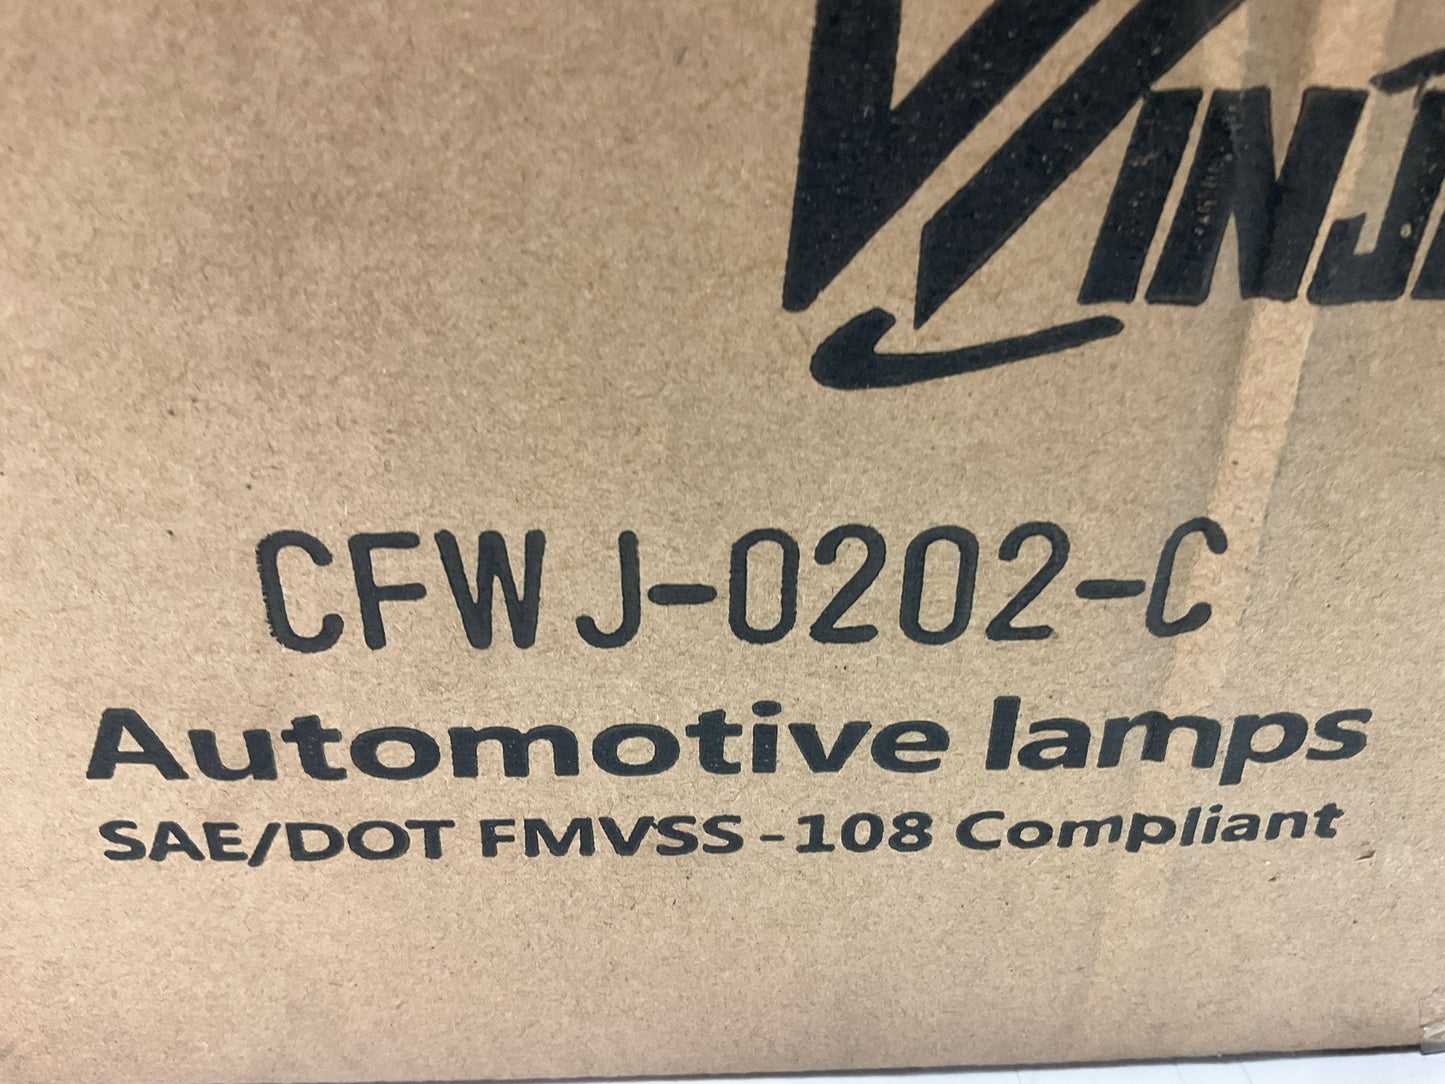 CFWJ-0202-C
Automotive lamps
SAE/DOT FMVSS-108 Compliant